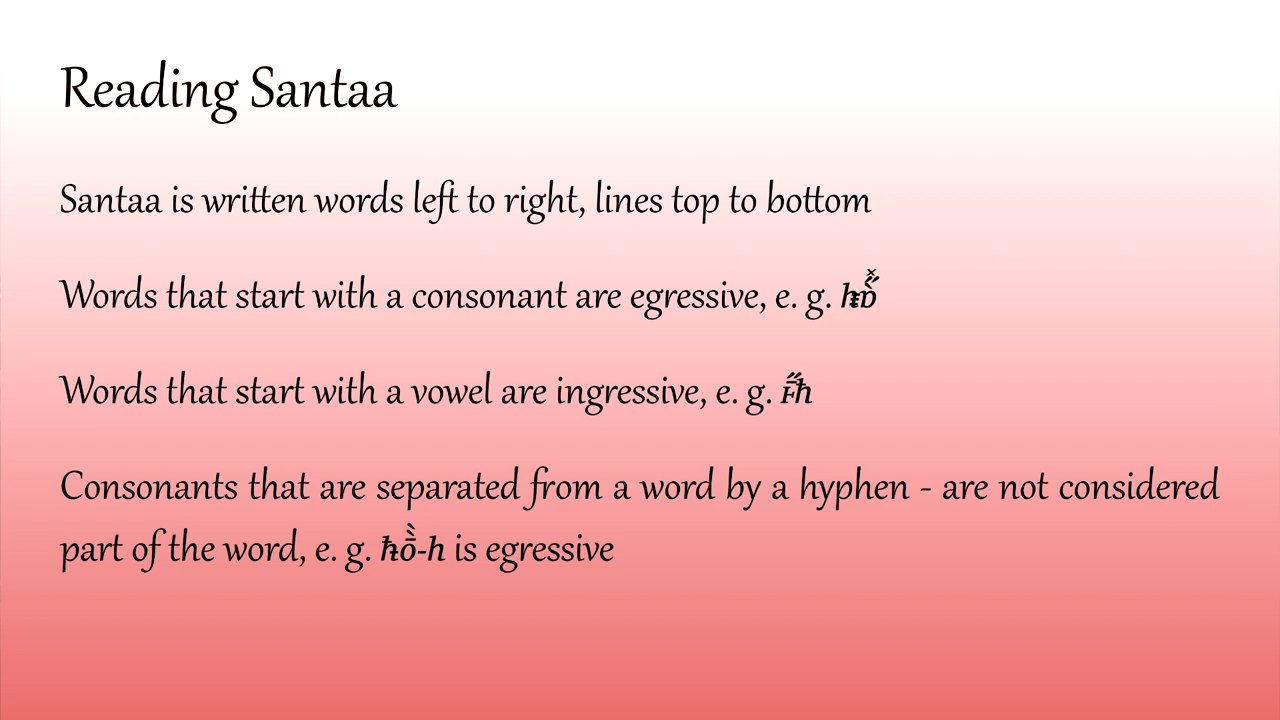 Reading Santaa
Santaa is written words left to right, lines top to bottom
Words that start with a consonant are egressive, e. g.
Words that start with a vowel are ingressive, e. g.
Consonants that are separated from a word by a hyphen - are not considered
part of the word, e. g. is egressive